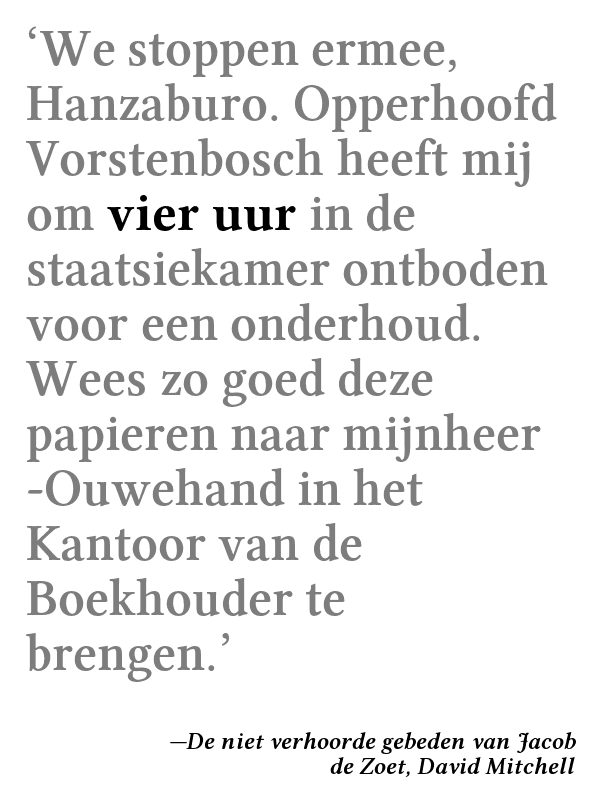 ‘We stoppen ermee,
Hanzaburo. Opperhoofd
Vorstenbosch heeft mij
om vier uur in de
staatsiekamer ontboden
voor een onderhoud.
Wees zo goed deze
papieren naar mijnheer
-Ouwehand in het
Kantoor van de
Boekhouder te
brengen.’
—De niet verhoorde gebeden van Jacob
de Zoet, David Mitchell